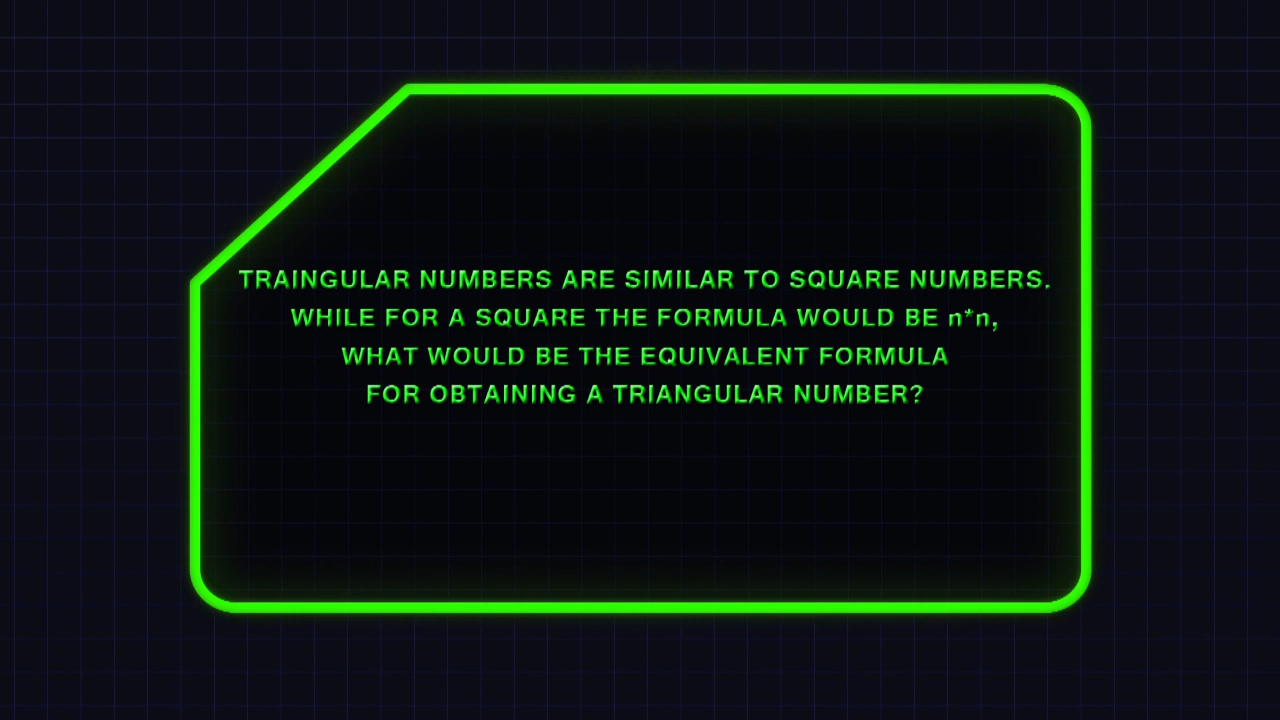 TRAINGULAR NUMBERS ARE SIMILAR TO SQUARE NUMBERS.
WHILE FOR A SQUARE THE FORMULA WOULD BE n*n,
WHAT WOULD BE THE EQUIVALENT FORMULA
FOR OBTAINING A TRIANGULAR NUMBER?